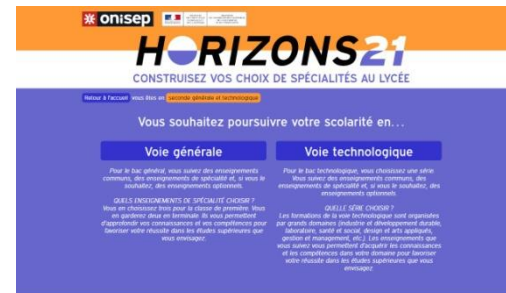 onisep
HORIZONS21
CONSTRUISEZ VOS CHOIX DE SPÉCIALITÉS AU LYCÉE
Retour à l'accueil vous êtes en seconde générale et technologique
Vous souhaitez poursuivre votre scolarité en...
Voie générale
Pour le bac général, vous suivez des enseignements
communs, des enseignements de spécialité et, si vous le
souhaitez, des enseignements optionnels.
QUELS ENSEIGNEMENTS DE SPÉCIALITÉ CHOISIR ?
Vous en choisissez trois pour la classe de première. Vous
en garderez deux en terminale. Ils vous permettent
d'approfondir vos connaissances et vos compétences pour
favoriser votre réussite dans les études supérieures que
vous envisagez.
Voie technologique
Pour le bac technologique, vous choisissez une série.
Vous suivez des enseignements communs, des
enseignements de spécialité et, si vous le souhaitez, des
enseignements optionnels.
QUELLE SÉRIE CHOISIR ?
Les formations de la voie technologique sont organisées
par grands domaines (industrie et développement durable,
laboratoire, santé et social, design et arts appliqués,
gestion et management, etc.). Les enseignements que
vous suivez vous permettent d'acquérir les connaissances
et les compétences dans votre domaine pour favoriser
votre réussite dans les études supérieures que vous
envisagez.